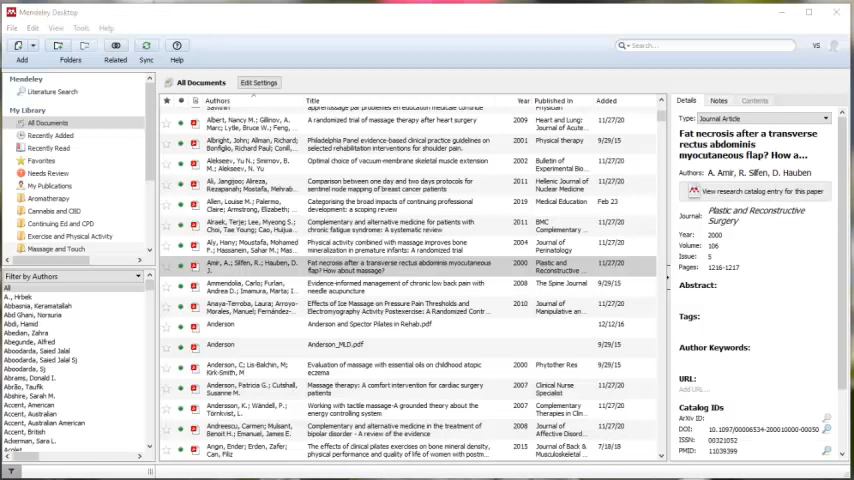 Mendeley Desktop
File Edit View Tools Help
Add Folders Related Sync Help
Search...
YS
Mendeley
Literature Search
My Library
All Documents
Recently Added
Recently Read
Favorites
Needs Review
My Publications
Aromatherapy
Cannabis and CBD
Continuing Ed and CPD
Exercise and Physical Activity
Massage and Touch
Filter by Authors
All
A., Hrbek
Abbasnia, Keramatallah
Abd Ghani, Norsuria
Abdi, Hamid
Abedian, Zahra
Abegunde, Alfred
Aboodarda, Saied Jalal
Aboodarda, Saied Jalal Sj
Aboodarda, Sj
Abrams, Donald I.
Abrão, Taufik
Abshire, Sarah M.
Accent, American
Accent, Australian
Accent, Australian
Accent, British
Ackerman, Sara L.
All Documents Edit Settings
Authors Title Year Published In Added
apprentissage par problèmes en éducation médicale...
Albert, Nancy M.; Gillinov, A. Marc; Lytle, Bruce W.; Feng,... A randomized trial of massage therapy after heart surgery 2009 Heart and Lung: Journal of Acute... 11/27/20
Albright, John; Allman, Richard; Bonfiglio, Richard Paul; Conill,... Philadelphia Panel evidence-based clinical practice guidelines on selected rehabilitation interventions for shoulder pain. 2001 Physical therapy 9/29/15
Alekseev, Yu N.; Smirnov, B. M.; Alekseev, N. Yu Optimal choice of vacuum-membrane skeletal muscle extension 2002 Bulletin of Experimental Bio... 11/27/20
Ali, Jangjoo; Alireza, Rezapanah; Mostafa, Mehrab... Comparison between one and two days protocols for sentinel node mapping of breast cancer patients 2011 Hellenic Journal of Nuclear Medicine 11/27/20
Allen, Louise M.; Palermo, Claire; Armstrong, Elizabeth;... Categorising the broad impacts of continuing professional development: a scoping review 2019 Medical Education Feb 23
Alraek, Terje; Lee, Myeong S.; Choi, Tae Young; Cao, Huijua... Complementary and alternative medicine for patients with chronic fatigue syndrome: A systematic review 2011 BMC Complementary... 11/27/20
Aly, Hany; Moustafa, Mohamed F.; Hassanein, Sahar M.; Mas... Physical activity combined with massage improves bone mineralization in premature infants: A randomized trial 2004 Journal of Perinatology 11/27/20
Amir, A.; Silfen, R.; Hauben, D. J. Fat necrosis after a transverse rectus abdominis myocutaneous flap? How about massage? 2000 Plastic and Reconstructive ... 11/27/20
Ammendolia, Carlo; Furlan, Andrea D.; Imamura, Marta; I... Evidence-informed management of chronic low back pain with needle acupuncture 2008 The Spine Journal 9/29/15
Anaya-Terroba, Laura; Arroyo-Morales, Manuel; Fernández-... Effects of Ice Massage on Pressure Pain Thresholds and Electromyography Activity Postexercise: A Randomized Contr... 2010 Journal of Manipulative an... 11/27/20
Anderson Anderson and Spector Pilates in Rehab.pdf 12/12/16
Anderson Anderson_MLD.pdf 9/29/15
Anderson, C; Lis-Balchin, M; Kirk-Smith, M Evaluation of massage with essential oils on childhood atopic eczema 2000 Phytother Res 11/27/20
Anderson, Patricia G.; Cutshall, Susanne M. Massage therapy: A comfort intervention for cardiac surgery patients 2007 Clinical Nurse Specialist 11/27/20
Andersson, K.; Wändell, P.; Törnkvist, L. Working with tactile massage-A grounded theory about the energy controlling system 2007 Complementary Therapies in Clin... 11/27/20
Andreescu, Carmen; Mulsant, Benoit H.; Emanuel, James E. Complementary and alternative medicine in the treatment of bipolar disorder - A review of the evidence 2008 Journal of Affective Disord... 11/27/20
Angın, Ender; Erden, Zafer; Can, Filiz The effects of clinical pilates exercises on bone mineral density, physical performance and quality of life of women with postm... 2015 Journal of Back & Musculoskeletal ... 7/18/18
Details Notes Contents
Type: Journal Article
Fat necrosis after a transverse
rectus abdominis
myocutaneous flap? How a...
Authors: A. Amir, R. Silfen, D. Hauben
View research catalog entry for this paper
Journal: Plastic and Reconstructive
Surgery
Year: 2000
Volume: 106
Issue: 5
Pages: 1216-1217
Abstract:
Tags:
Author Keywords:
URL:
Add URL...
Catalog IDs
ArXiv ID:
DOI: 10.1097/00006534-200010000-00050
ISSN: 00321052
PMID: 11039399